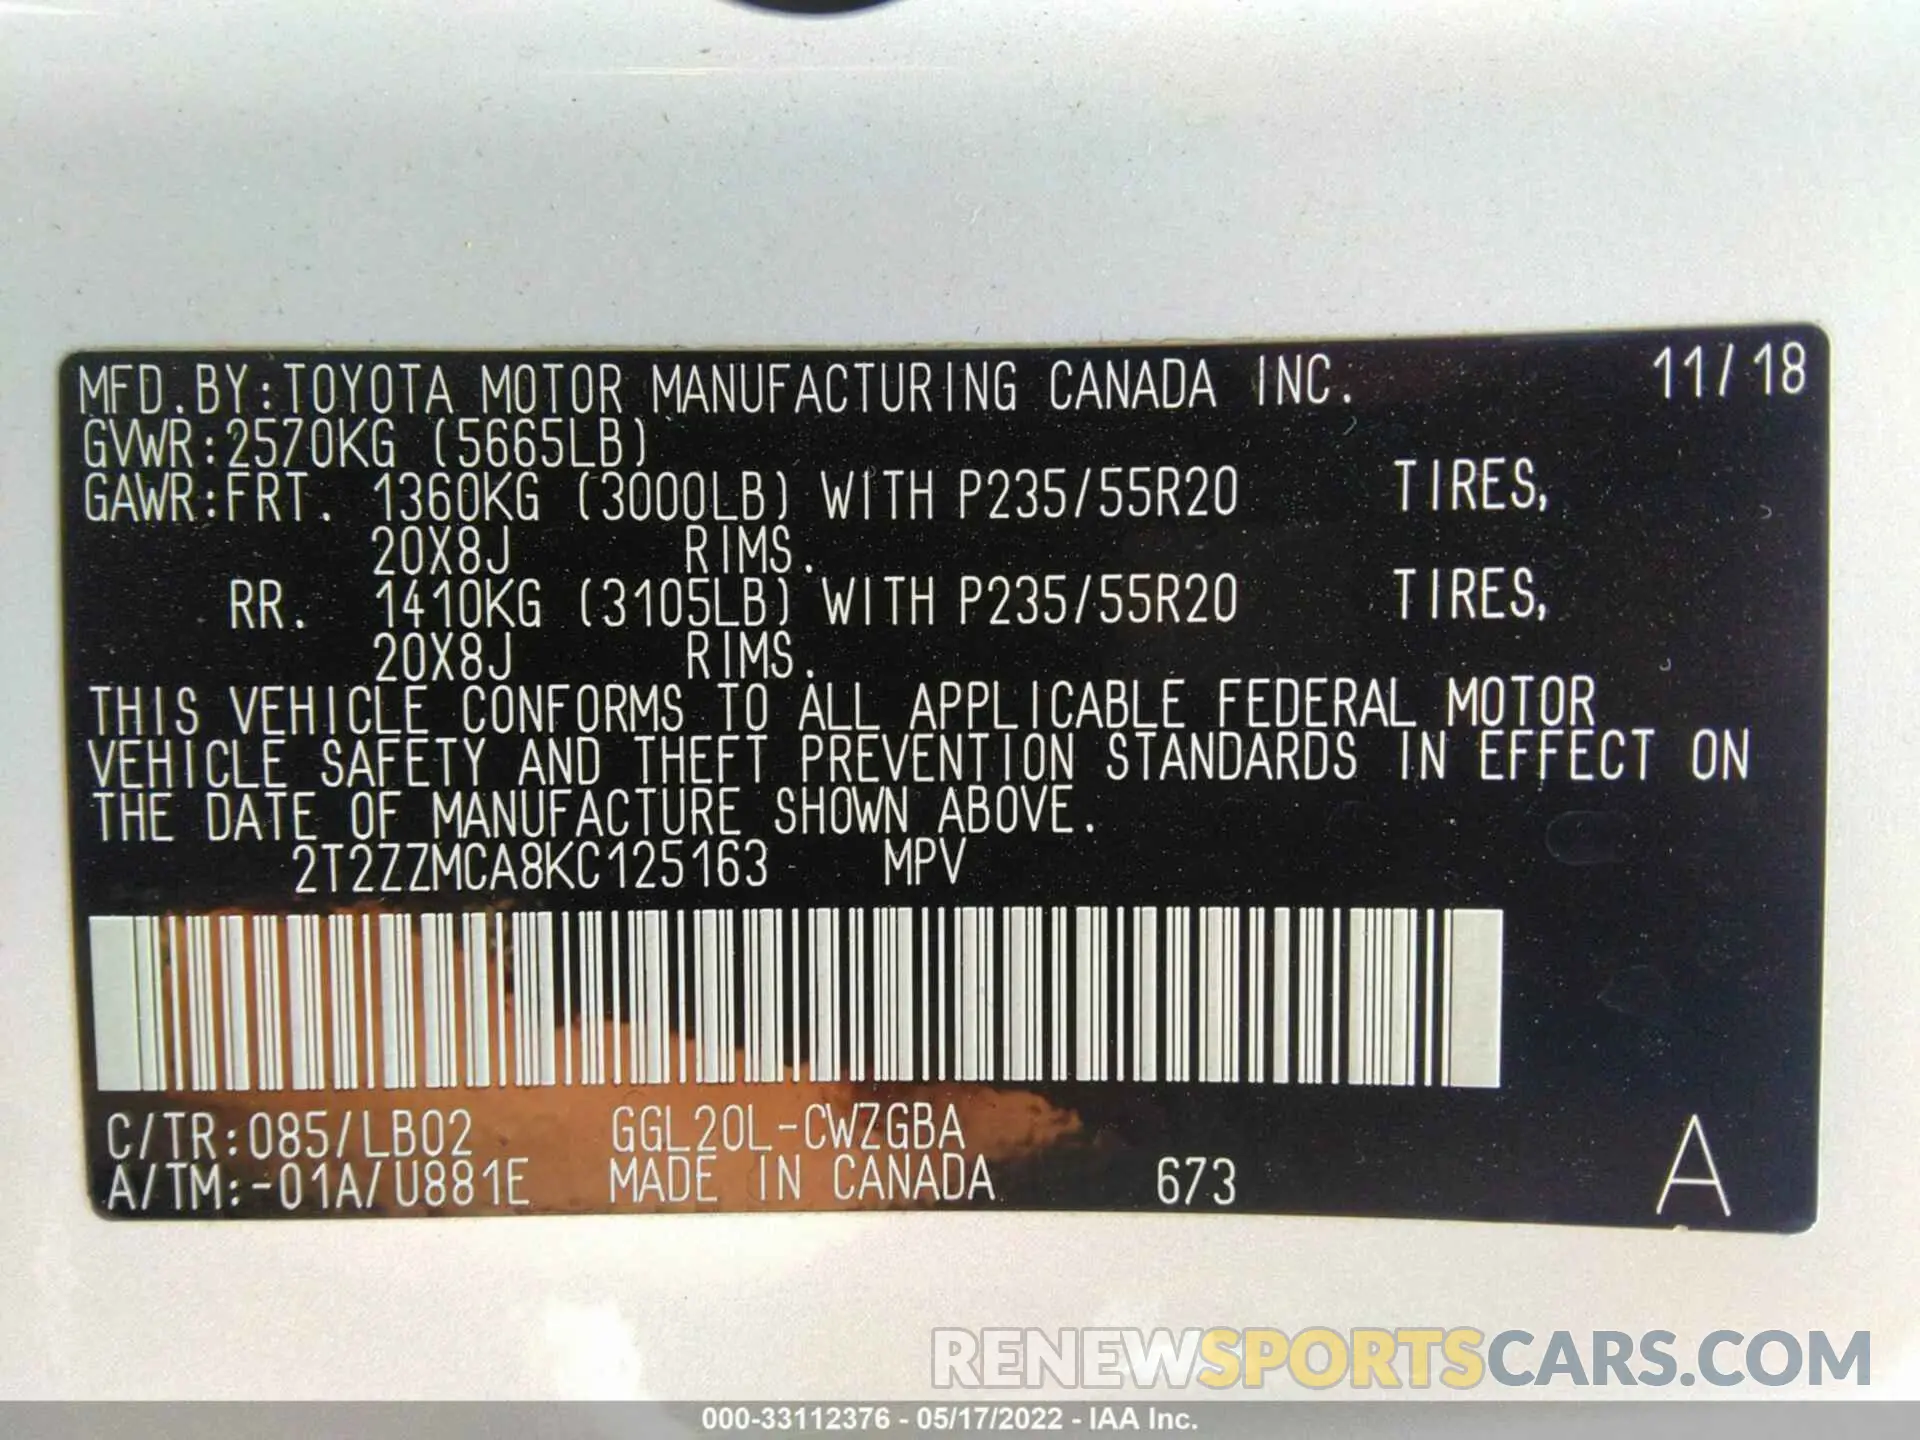 MFD.BY:TOYOTA MOTOR MANUFACTURING CANADA INC. 11/18
GVWR:2570KG (5665LB)
GAWR:FRT. 1360KG (3000LB) WITH P235/55R20 TIRES,
20X8J RIMS.
RR. 1410KG (3105LB) WITH P235/55R20 TIRES,
20X8J RIMS.
THIS VEHICLE CONFORMS TO ALL APPLICABLE FEDERAL MOTOR
VEHICLE SAFETY AND THEFT PREVENTION STANDARDS IN EFFECT ON
THE DATE OF MANUFACTURE SHOWN ABOVE.
2T2ZZMCA8KC125163 MPV
C/TR:085/LB02 GGL20L-CWZGBA
A/TM:-01A/U881E MADE IN CANADA 673 A
RENEWSPORTSCARS.COM
000-33112376 - 05/17/2022 - IAA Inc.